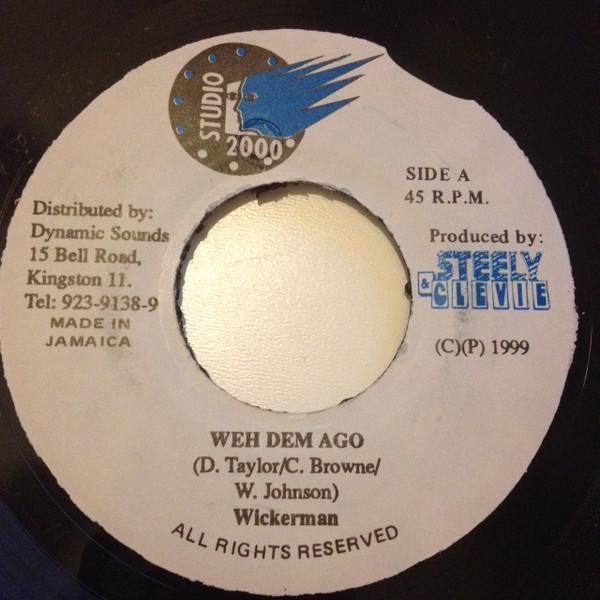 STUDIO
2000
SIDE A
45 R.P.M.
Distributed by:
Dynamic Sounds
15 Bell Road,
Kingston 11.
Tel: 923-9138-9
MADE IN
JAMAICA
Produced by:
STEELY
& CLEVIE
(C)(P) 1999
WEH DEM AGO
(D. Taylor/C. Browne/
W. Johnson)
Wickerman
ALL RIGHTS RESERVED